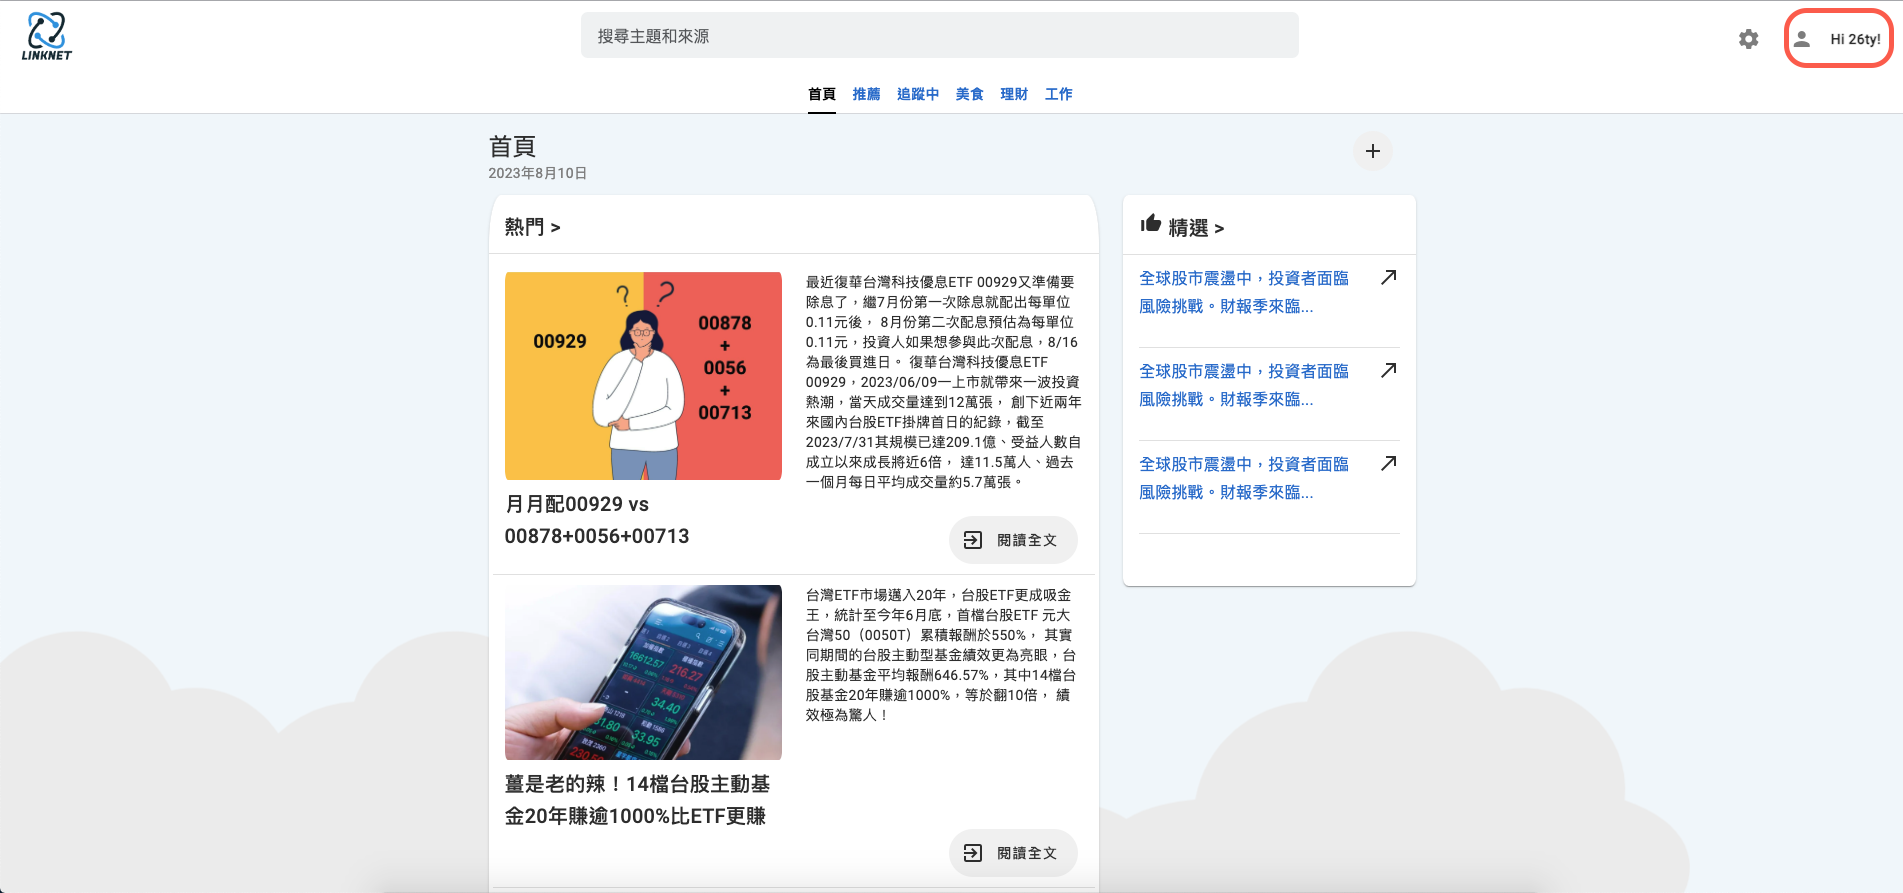 LINKNET
搜尋主題和來源
Hi 26ty!
首頁 推薦 追蹤中 美食 理財 工作
首頁
2023年8月10日
熱門 >
00929
00878
+
0056
+
00713
最近復華台灣科技優息ETF 00929又準備要
除息了，繼7月份第一次除息就配出每單位
0.11元後， 8月份第二次配息預估為每單位
0.11元，投資人如果想參與此次配息，8/16
為最後買進日。 復華台灣科技優息ETF
00929，2023/06/09一上市就帶來一波投資
熱潮，當天成交量達到12萬張， 創下近兩年
來國內台股ETF掛牌首日的紀錄，截至
2023/7/31其規模已達209.1億、受益人數自
成立以來成長將近6倍， 達11.5萬人、過去
一個月每日平均成交量約5.7萬張。
月月配00929 vs
00878+0056+00713
閱讀全文
16612.57
216.27
34.40
31.80
33.95
台灣ETF市場邁入20年，台股ETF更成吸金
王，統計至今年6月底，首檔台股ETF 元大
台灣50（0050T）累積報酬於550%， 其實
同期間的台股主動型基金績效更為亮眼，台
股主動基金平均報酬646.57%，其中14檔台
股基金20年賺逾1000%，等於翻10倍， 績
效極為驚人！
薑是老的辣！14檔台股主動基
金20年賺逾1000%比ETF更賺
閱讀全文
精選 >
全球股市震盪中，投資者面臨
風險挑戰。財報季來臨...
全球股市震盪中，投資者面臨
風險挑戰。財報季來臨...
全球股市震盪中，投資者面臨
風險挑戰。財報季來臨...